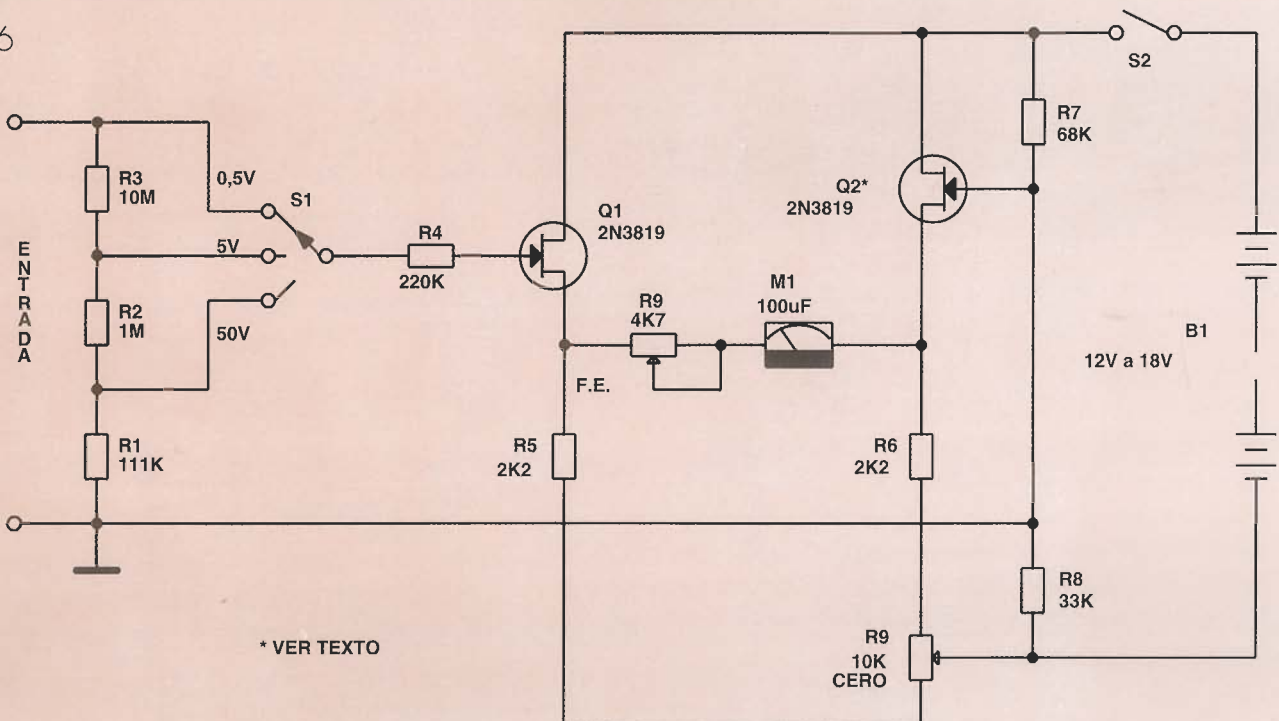 6
S2
R7
68K
R3
10M
0,5V
S1
Q2*
2N3819
Q1
2N3819
R4
220K
5V
ENTRADA
R2
1M
50V
M1
100uF
R9
4K7
B1
12V a 18V
F.E.
R1
111K
R5
2K2
R6
2K2
R8
33K
* VER TEXTO
R9
10K
CERO